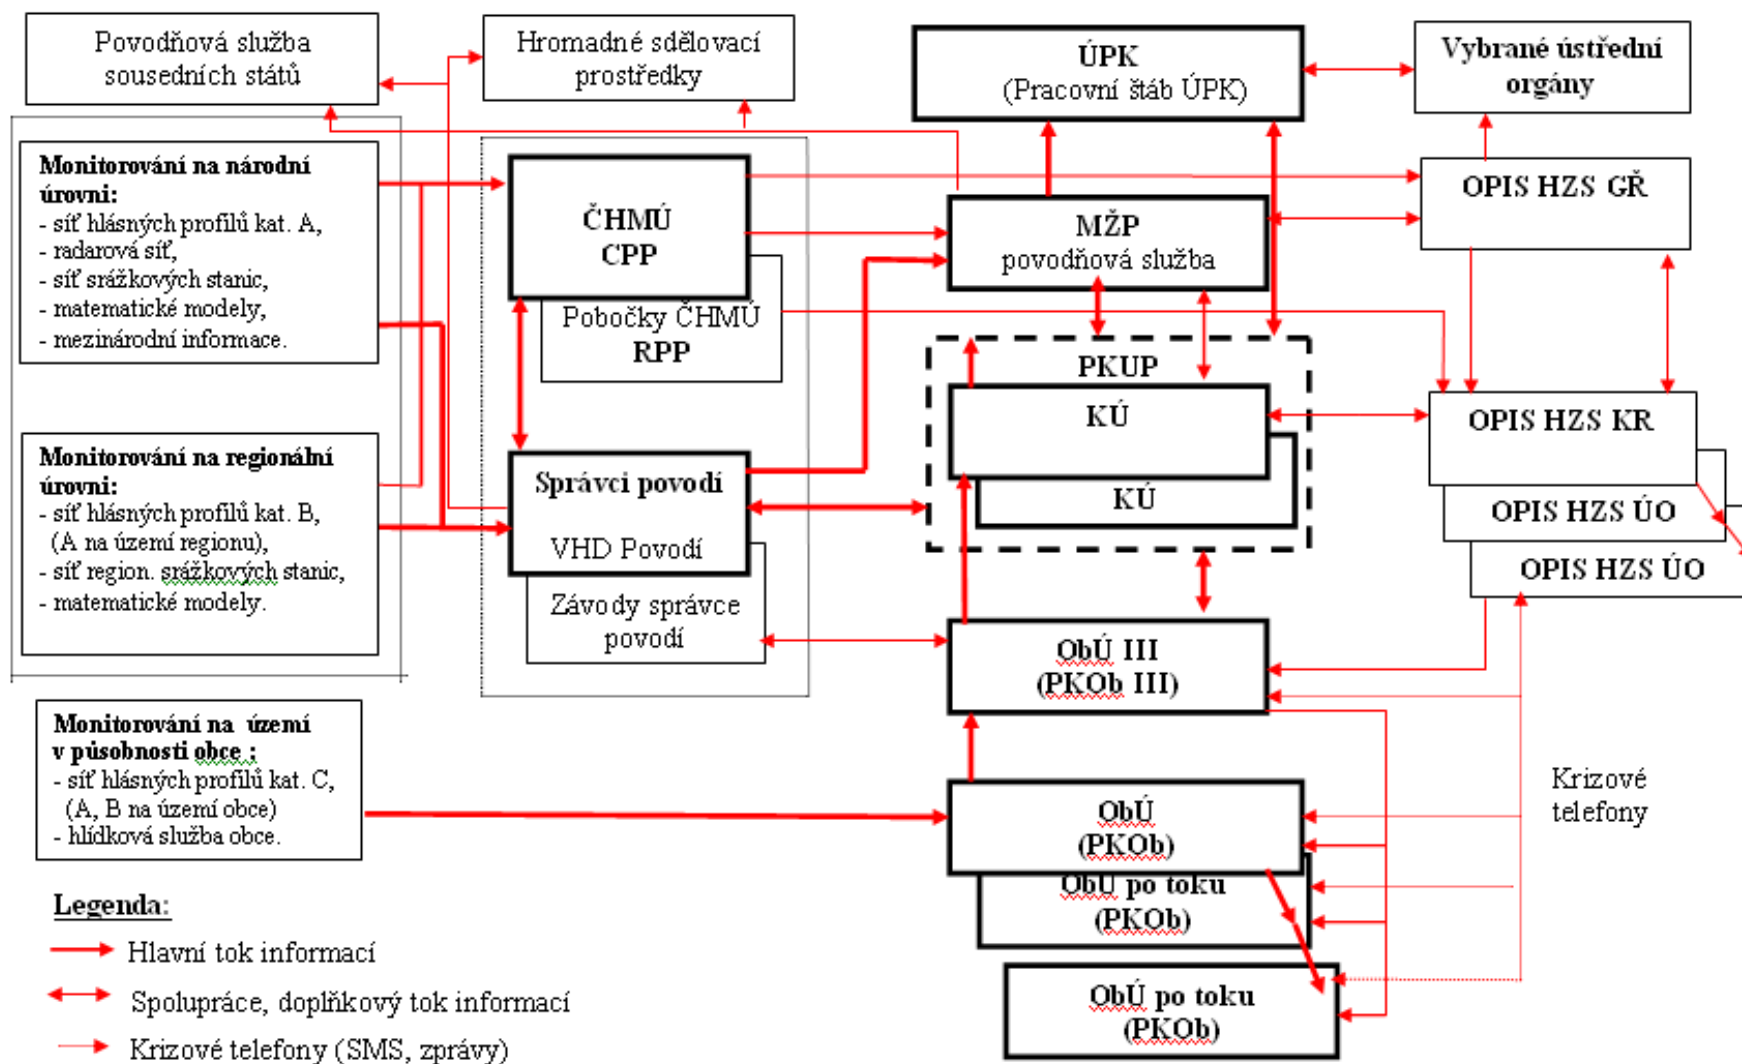 Povodňová služba
sousedních států
Hromadné sdělovací
prostředky
ÚPK
(Pracovní štáb ÚPK)
Vybrané ústřední
orgány
Monitorování na národní
úrovni:
- síť hlásných profilů kat. A,
- radarová síť,
- síť srážkových stanic,
- matematické modely,
- mezinárodní informace.
ČHMÚ
CPP
Pobočky ČHMÚ
RPP
MŽP
povodňová služba
OPIS HZS GŘ
PKUP
KÚ
KÚ
OPIS HZS KR
OPIS HZS ÚO
OPIS HZS ÚO
Monitorování na regionální
úrovni:
- síť hlásných profilů kat. B,
(A na území regionu),
- síť region. srážkových stanic,
- matematické modely.
Správci povodí
VHD Povodí
Závody správce
povodí
ObÚ III
(PKOb III)
Monitorování na území
v působnosti obce :
- síť hlásných profilů kat. C,
(A, B na území obce)
- hlídková služba obce.
ObÚ
(PKOb)
ObÚ po toku
(PKOb)
ObÚ po toku
(PKOb)
Krizové
telefony
Legenda:
Hlavní tok informací
Spolupráce, doplňkový tok informací
Krizové telefony (SMS, zprávy)